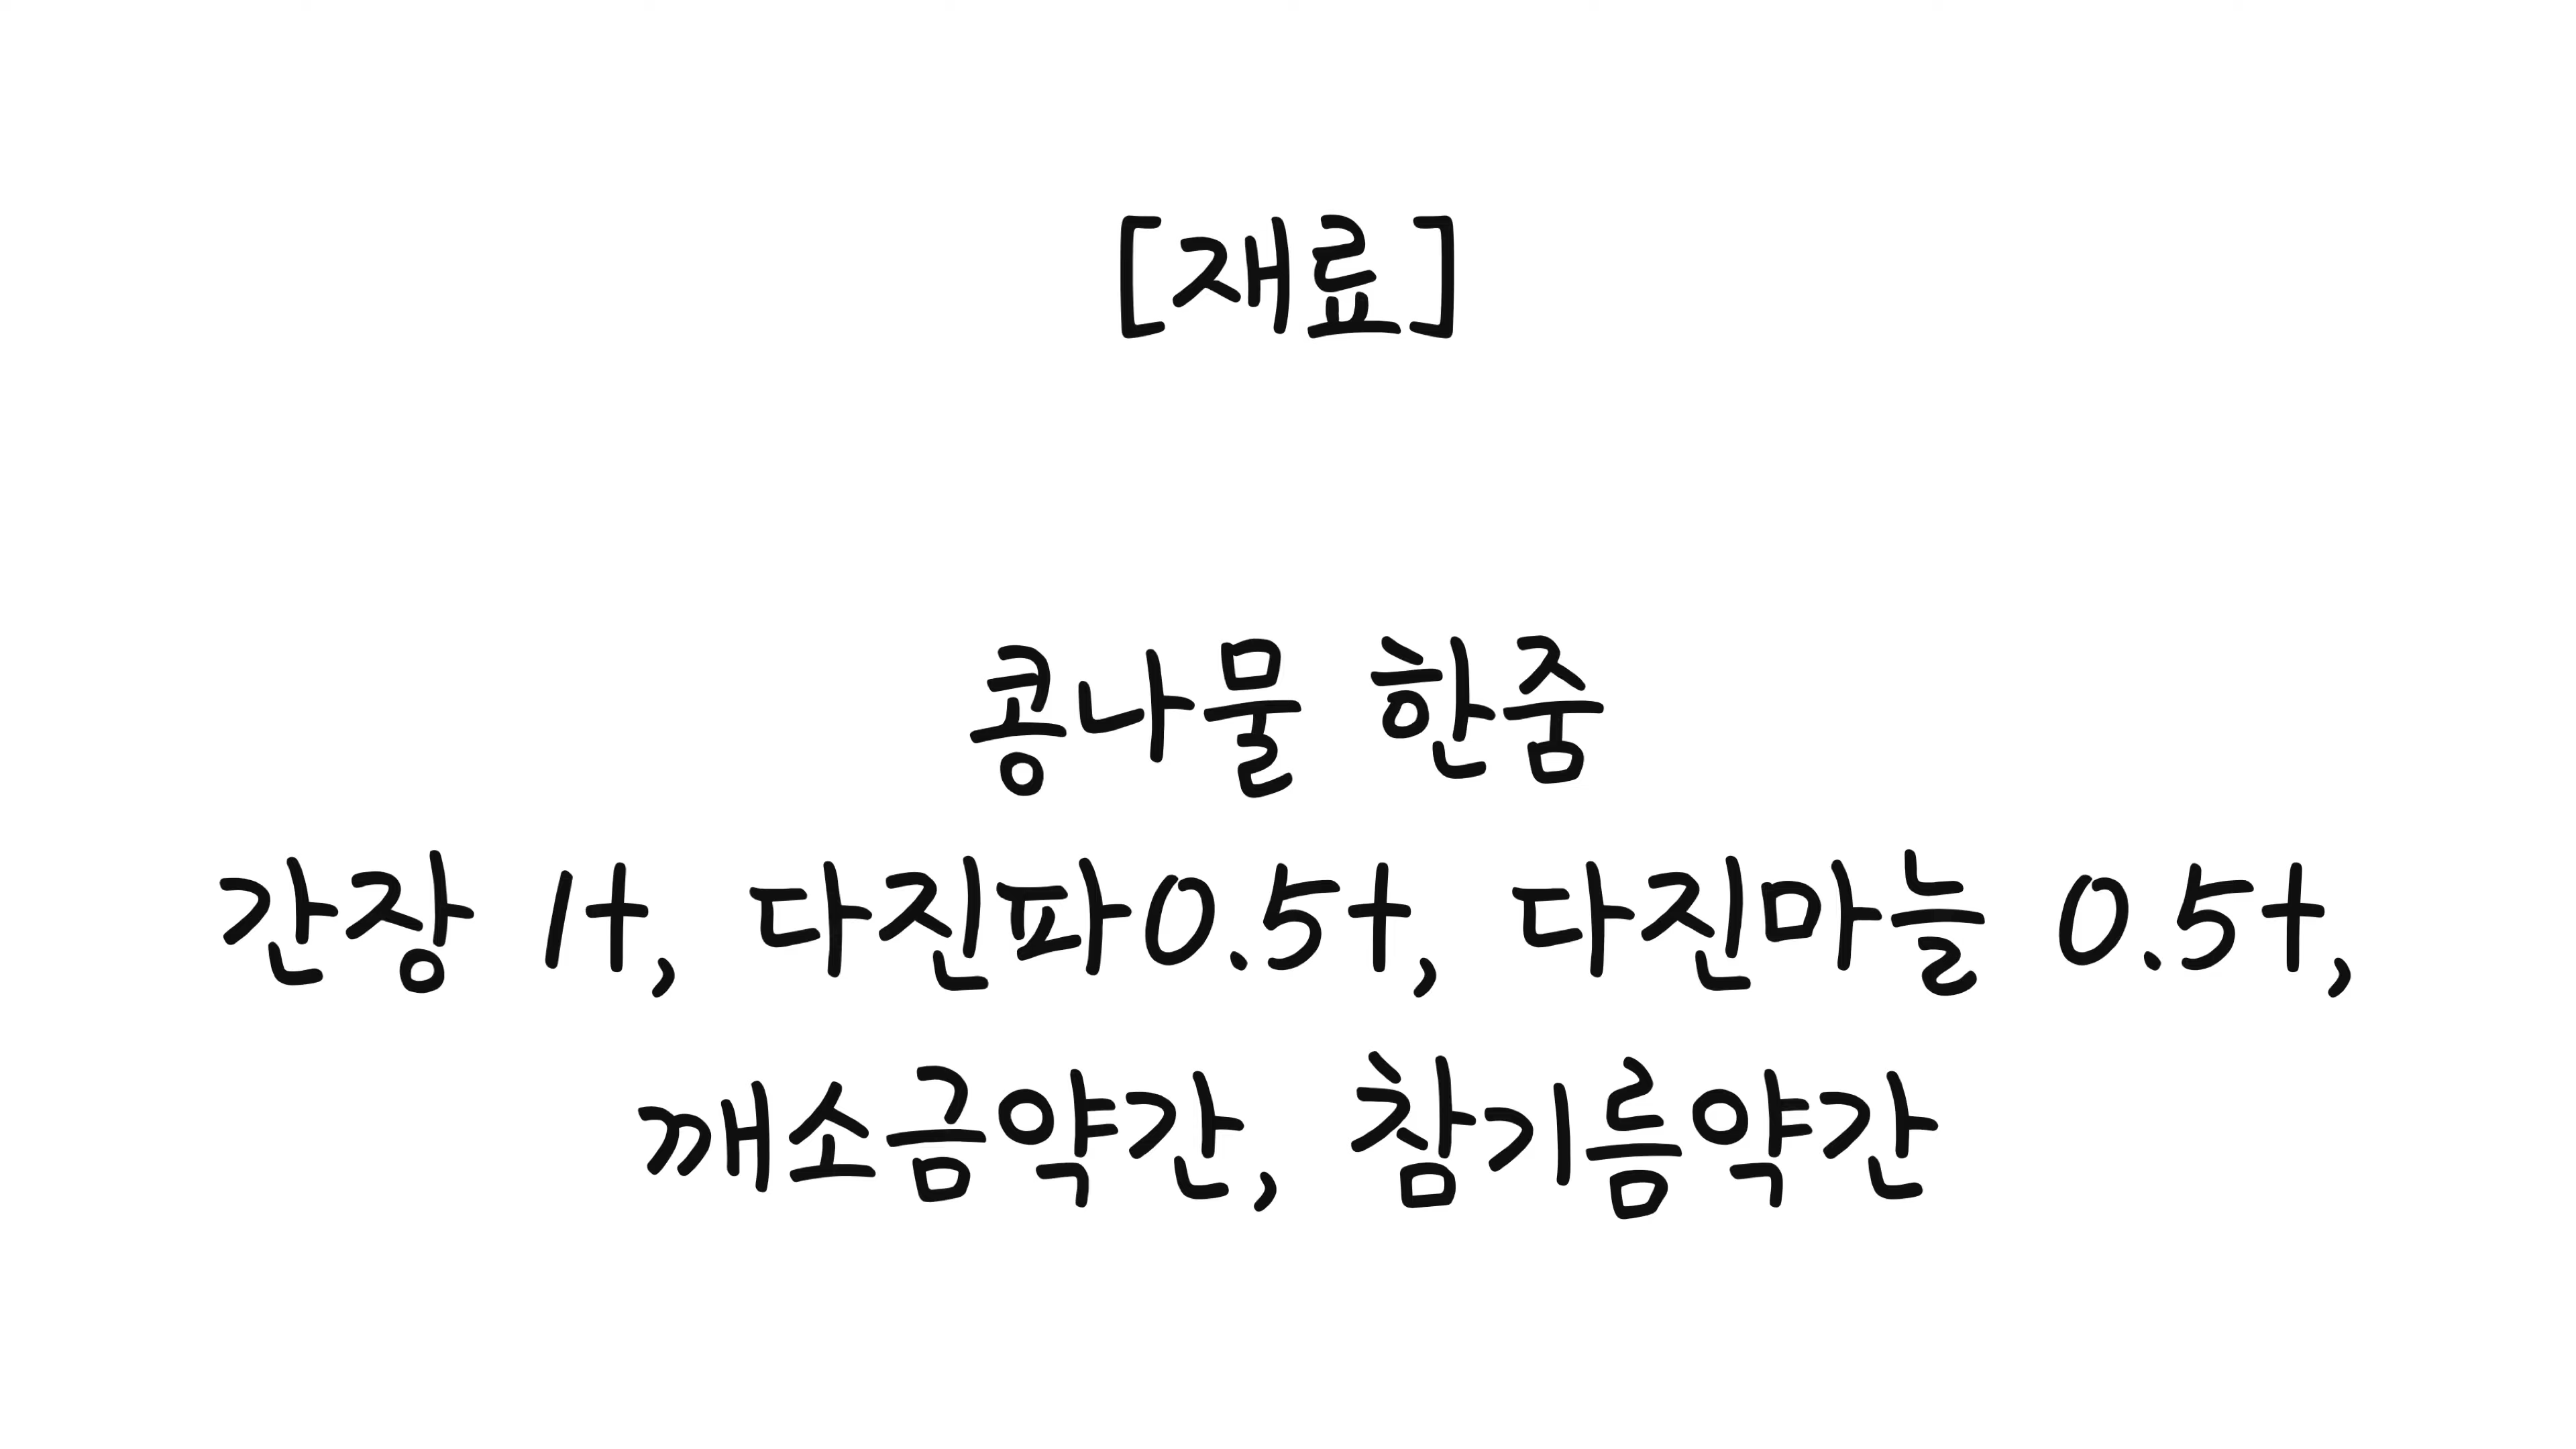 [재료]
콩나물 한줌
간장 1t, 다진파0.5t, 다진마늘 0.5t,
깨소금약간, 참기름약간